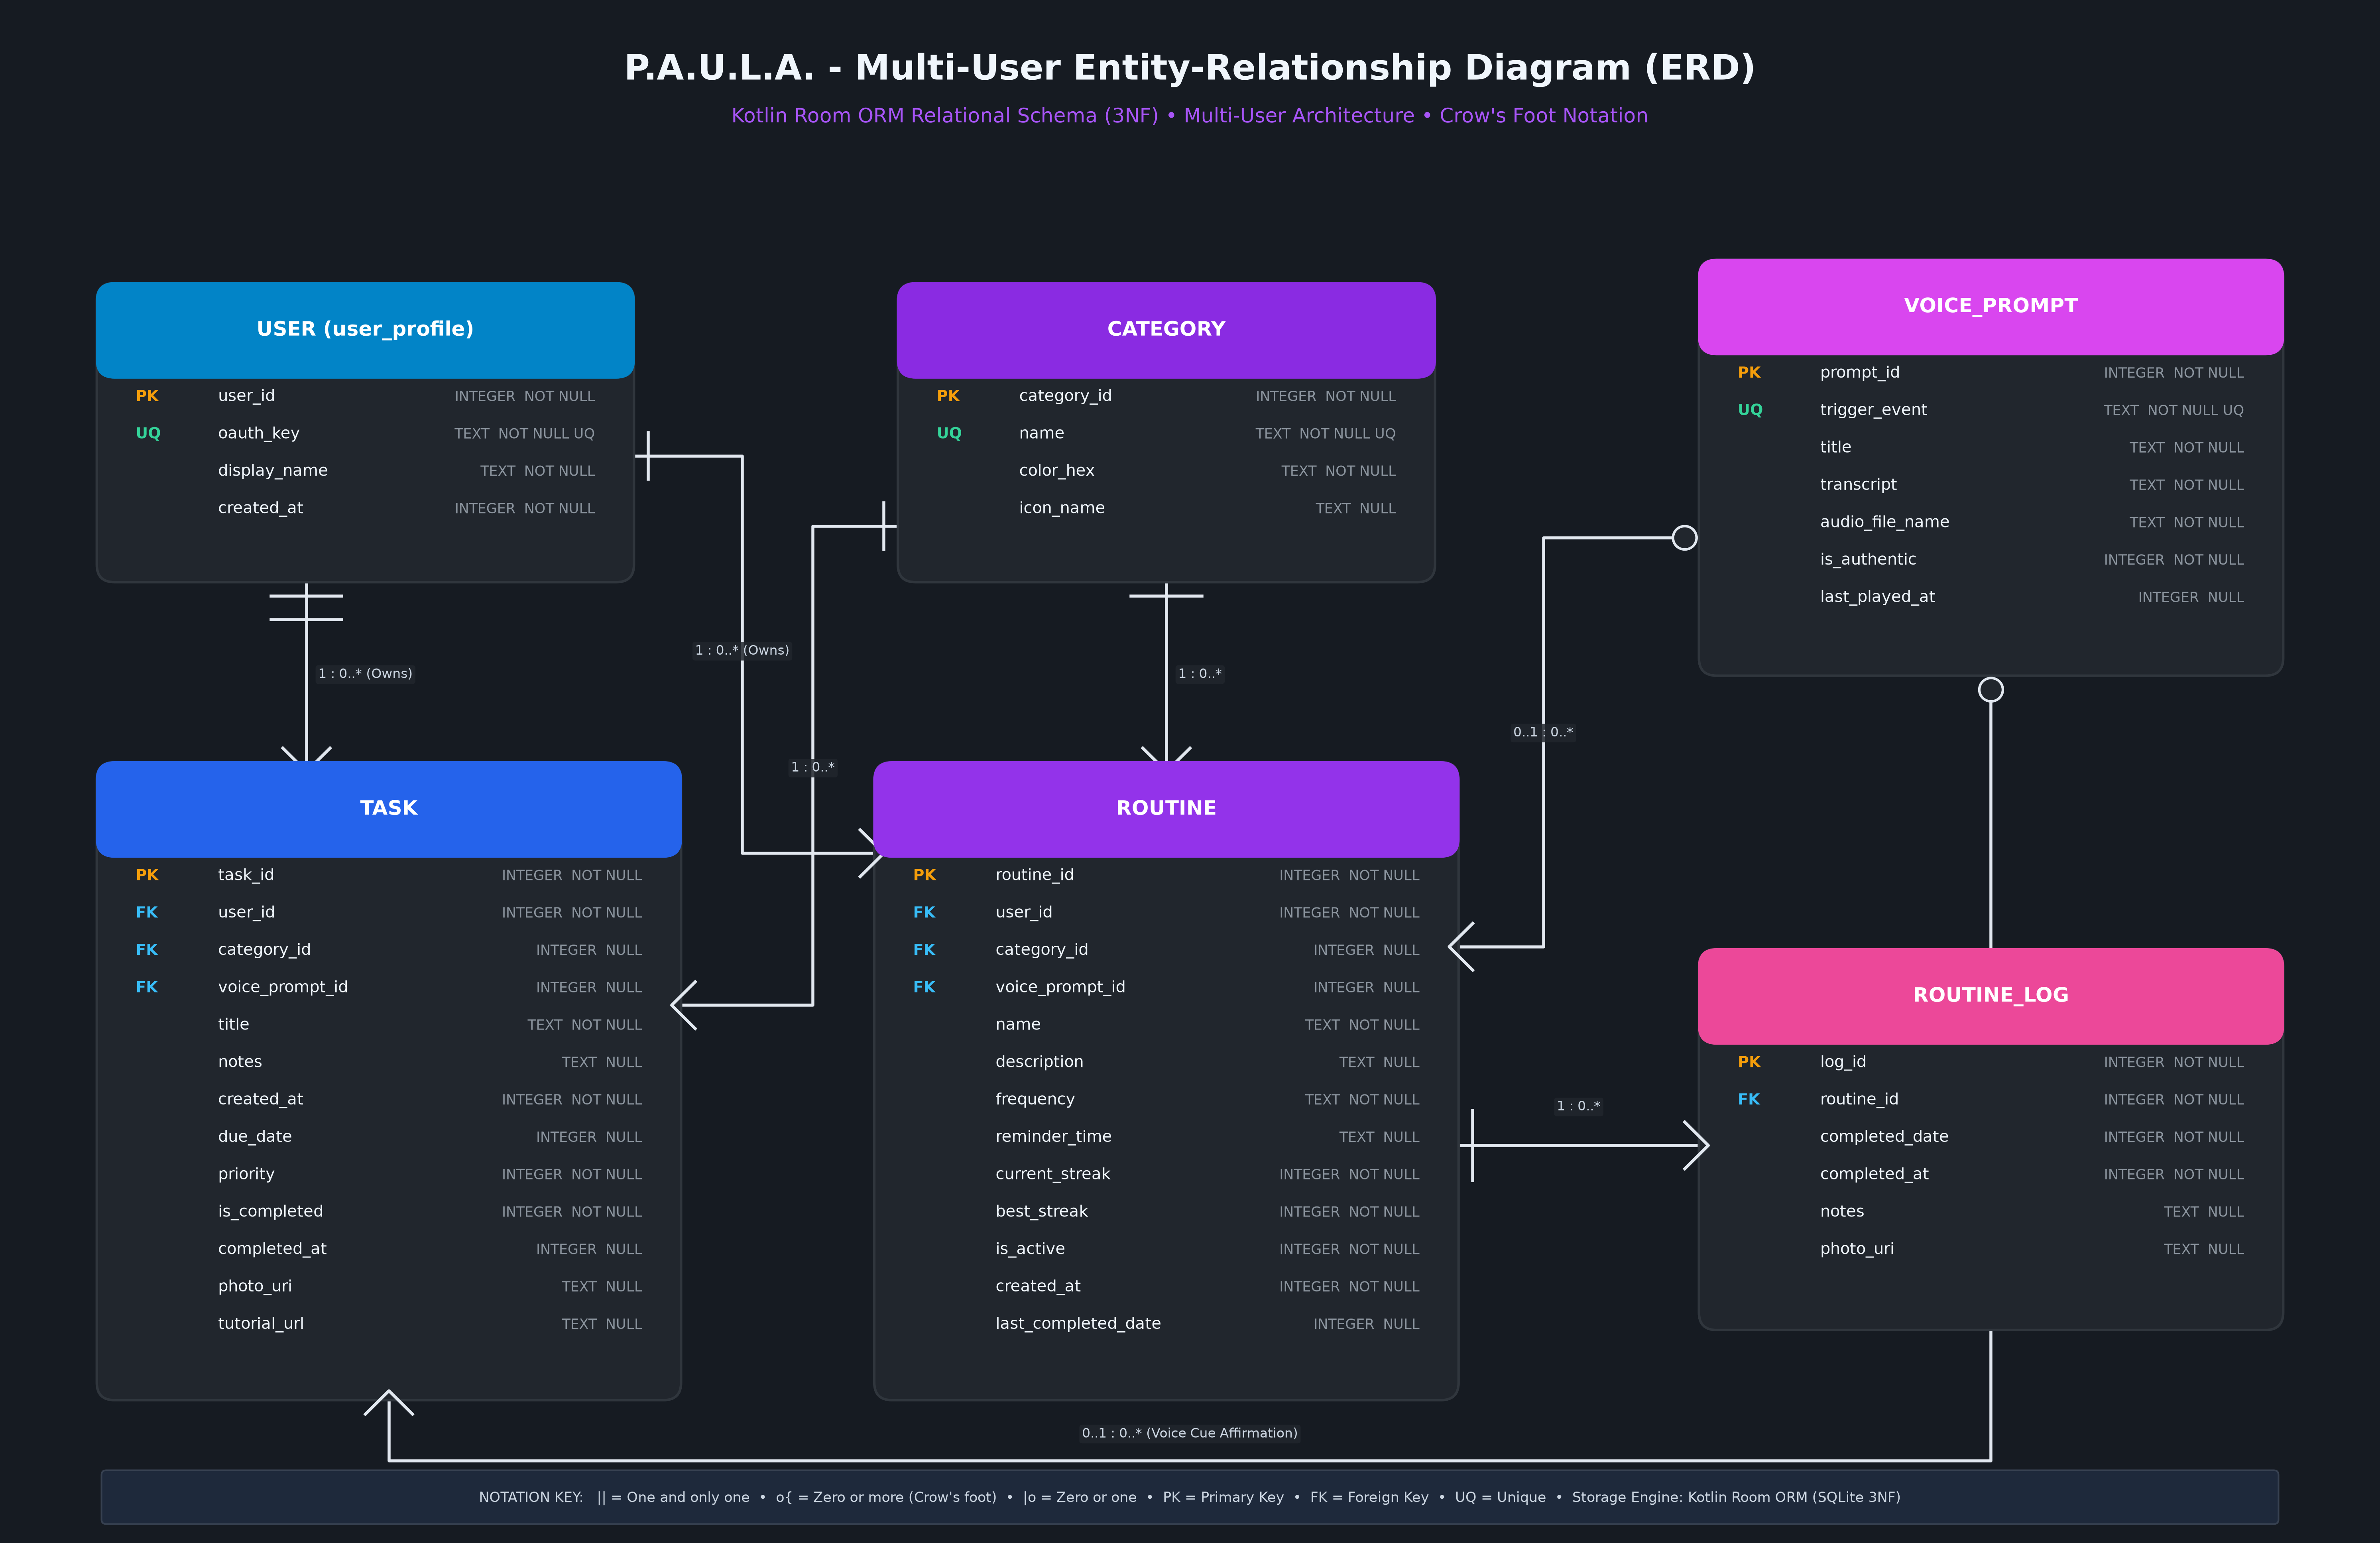 P.A.U.L.A. - Multi-User Entity-Relationship Diagram (ERD)
Kotlin Room ORM Relational Schema (3NF) • Multi-User Architecture • Crow's Foot Notation
USER (user_profile)
PK user_id INTEGER NOT NULL
UQ oauth_key TEXT NOT NULL UQ
display_name TEXT NOT NULL
created_at INTEGER NOT NULL
CATEGORY
PK category_id INTEGER NOT NULL
UQ name TEXT NOT NULL UQ
color_hex TEXT NOT NULL
icon_name TEXT NULL
VOICE_PROMPT
PK prompt_id INTEGER NOT NULL
UQ trigger_event TEXT NOT NULL UQ
title TEXT NOT NULL
transcript TEXT NOT NULL
audio_file_name TEXT NOT NULL
is_authentic INTEGER NOT NULL
last_played_at INTEGER NULL
1 : 0..* (Owns)
1 : 0..* (Owns)
1 : 0..*
1 : 0..*
0..1 : 0..*
TASK
PK task_id INTEGER NOT NULL
FK user_id INTEGER NOT NULL
FK category_id INTEGER NULL
FK voice_prompt_id INTEGER NULL
title TEXT NOT NULL
notes TEXT NULL
created_at INTEGER NOT NULL
due_date INTEGER NULL
priority INTEGER NOT NULL
is_completed INTEGER NOT NULL
completed_at INTEGER NULL
photo_uri TEXT NULL
tutorial_url TEXT NULL
ROUTINE
PK routine_id INTEGER NOT NULL
FK user_id INTEGER NOT NULL
FK category_id INTEGER NULL
FK voice_prompt_id INTEGER NULL
name TEXT NOT NULL
description TEXT NULL
frequency TEXT NOT NULL
reminder_time TEXT NULL
current_streak INTEGER NOT NULL
best_streak INTEGER NOT NULL
is_active INTEGER NOT NULL
created_at INTEGER NOT NULL
last_completed_date INTEGER NULL
1 : 0..*
ROUTINE_LOG
PK log_id INTEGER NOT NULL
FK routine_id INTEGER NOT NULL
completed_date INTEGER NOT NULL
completed_at INTEGER NOT NULL
notes TEXT NULL
photo_uri TEXT NULL
0..1 : 0..* (Voice Cue Affirmation)
NOTATION KEY: || = One and only one • o{ = Zero or more (Crow's foot) • |o = Zero or one • PK = Primary Key • FK = Foreign Key • UQ = Unique • Storage Engine: Kotlin Room ORM (SQLite 3NF)